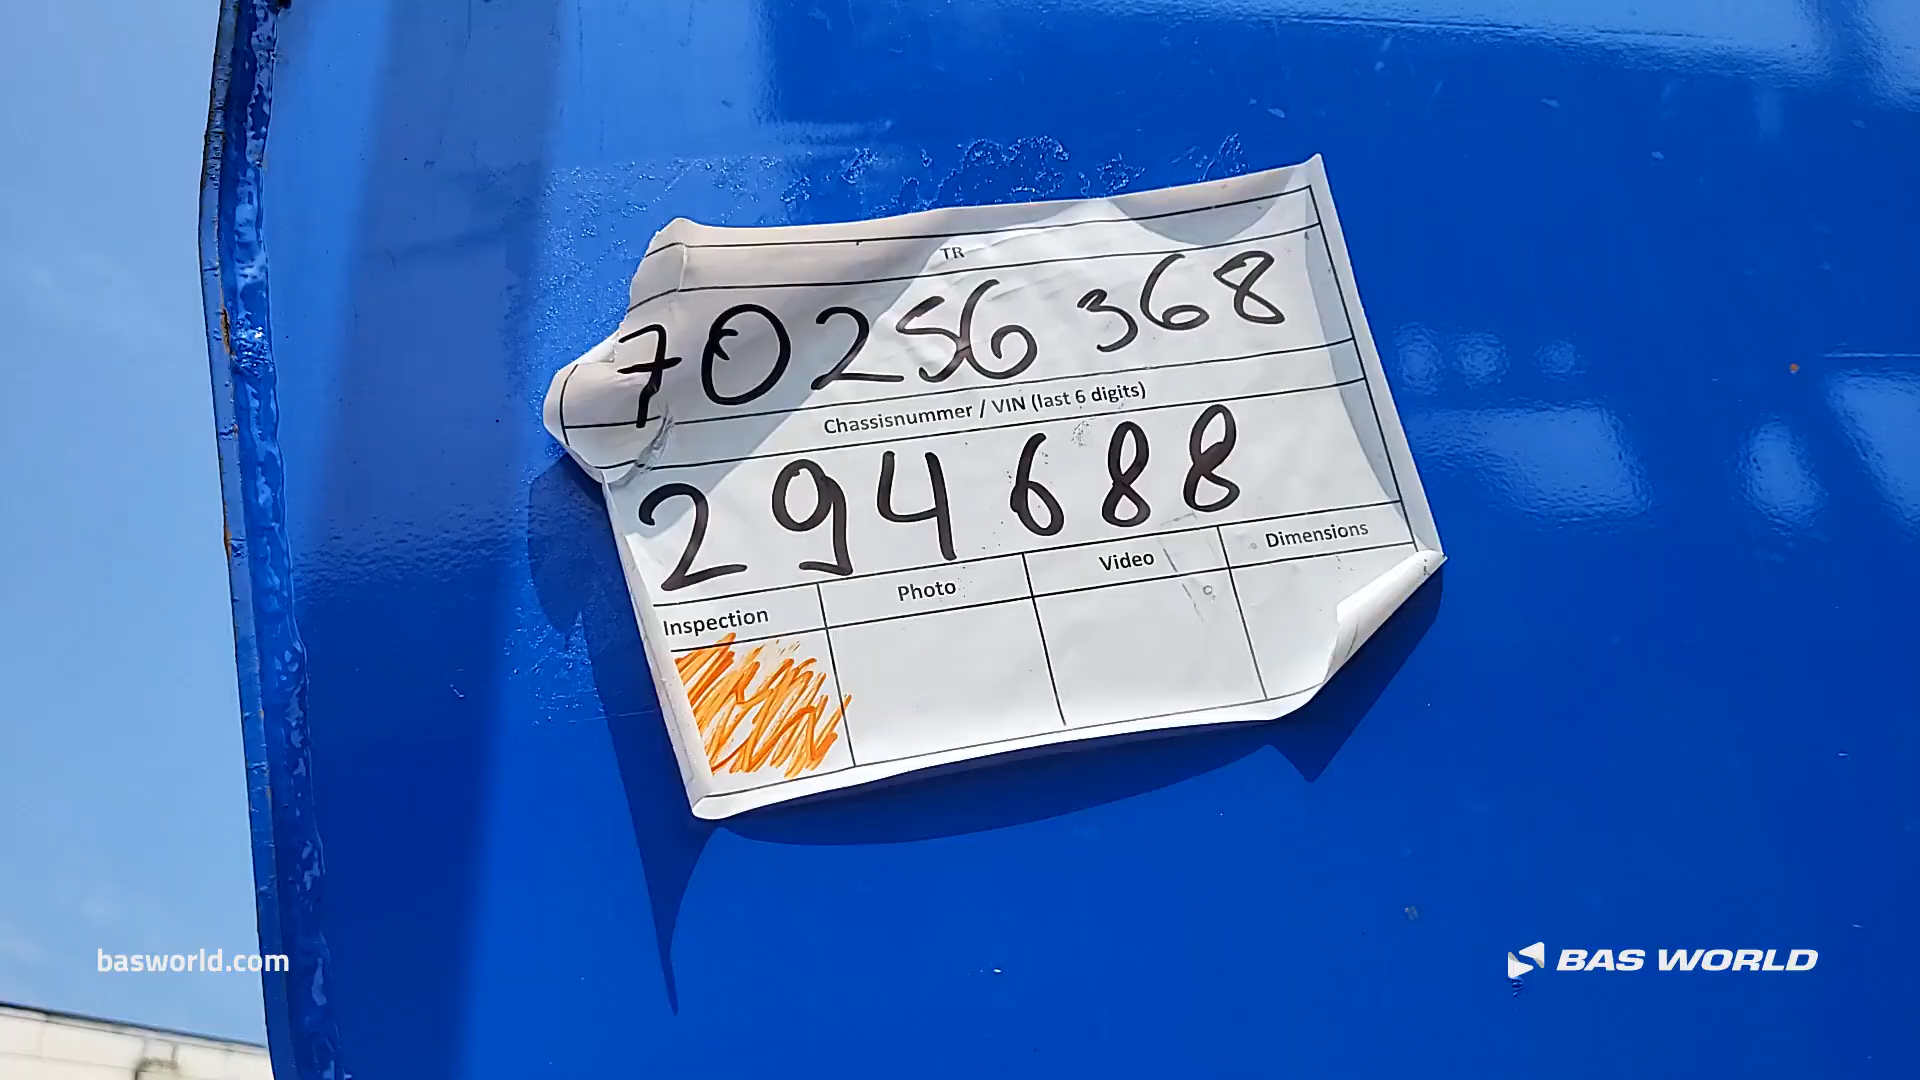 TR
70256368
Chassisnummer / VIN (last 6 digits)
294688
Inspection Photo Video Dimensions
basworld.com
BAS WORLD